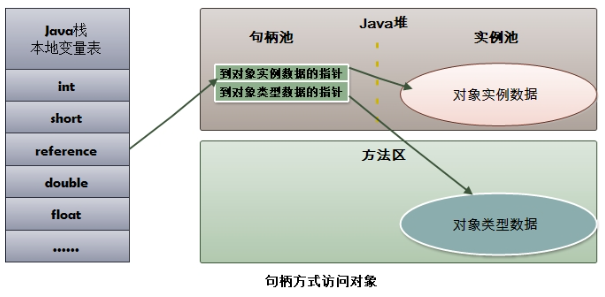 Java栈
本地变量表
int
short
reference
double
float
......
Java堆
句柄池
实例池
到对象实例数据的指针
到对象类型数据的指针
对象实例数据
方法区
对象类型数据
句柄方式访问对象